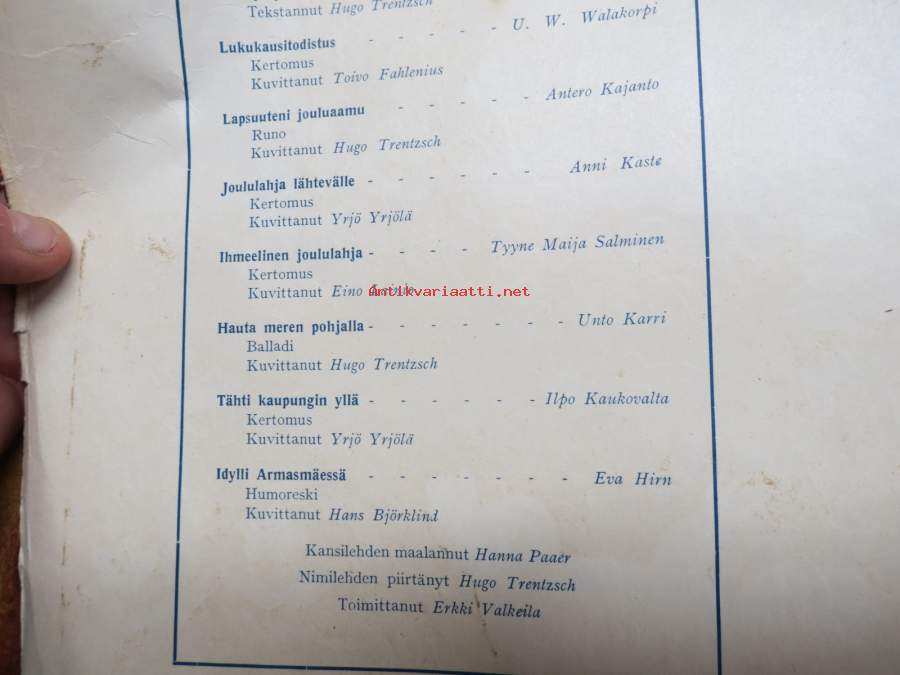 Tekstannut Hugo Trentzsch
Lukukausitodistus - - - - - U. W. Walakorpi
Kertomus
Kuvittanut Toivo Fahlenius
Lapsuuteni jouluaamu - - - - - Antero Kajanto
Runo
Kuvittanut Hugo Trentzsch
Joululahja lähtevälle - - - - - - Anni Kaste
Kertomus
Kuvittanut Yrjö Yrjölä
Ihmeelinen joululahja - - - - Tyyne Maija Salminen
Kertomus
Kuvittanut Eino
antikvariaatti.net
Hauta meren pohjalla - - - - - - - Unto Karri
Balladi
Kuvittanut Hugo Trentzsch
Tähti kaupungin yllä - - - - - - Ilpo Kaukovalta
Kertomus
Kuvittanut Yrjö Yrjölä
Idylli Armasmäessä - - - - - - - Eva Hirn
Humoreski
Kuvittanut Hans Björklind
Kansilehden maalannut Hanna Paaer
Nimilehden piirtänyt Hugo Trentzsch
Toimittanut Erkki Valkeila